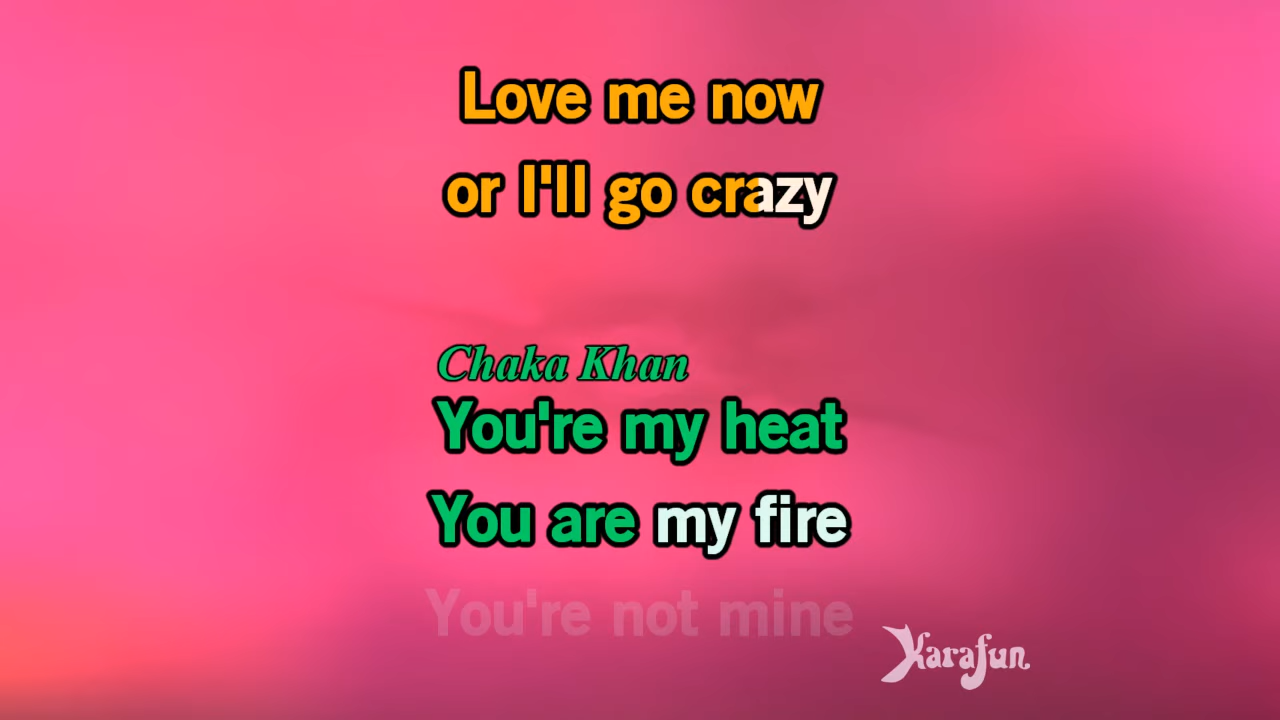 Love me now
or I'll go crazy
Chaka Khan
You're my heat
You are my fire
You're not mine
Karafun